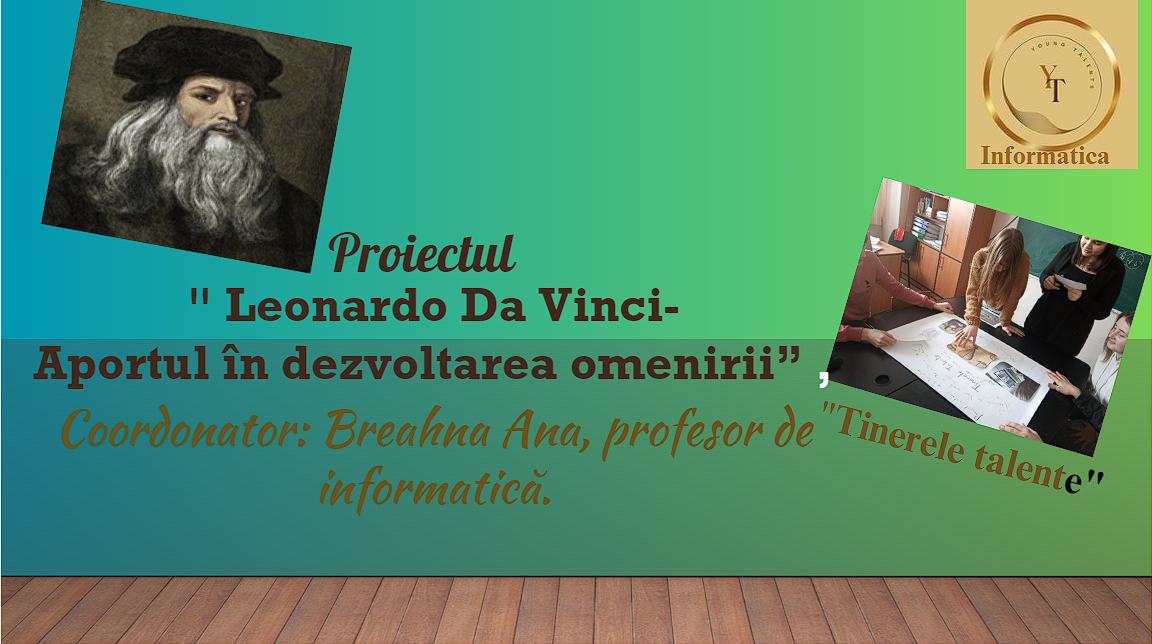 YOUNG TALENTS
YT
Informatica
Proiectul
" Leonardo Da Vinci-
Aportul în dezvoltarea omenirii” ,
Coordonator: Breahna Ana, profesor de
informatică.
"Tinerele talente"